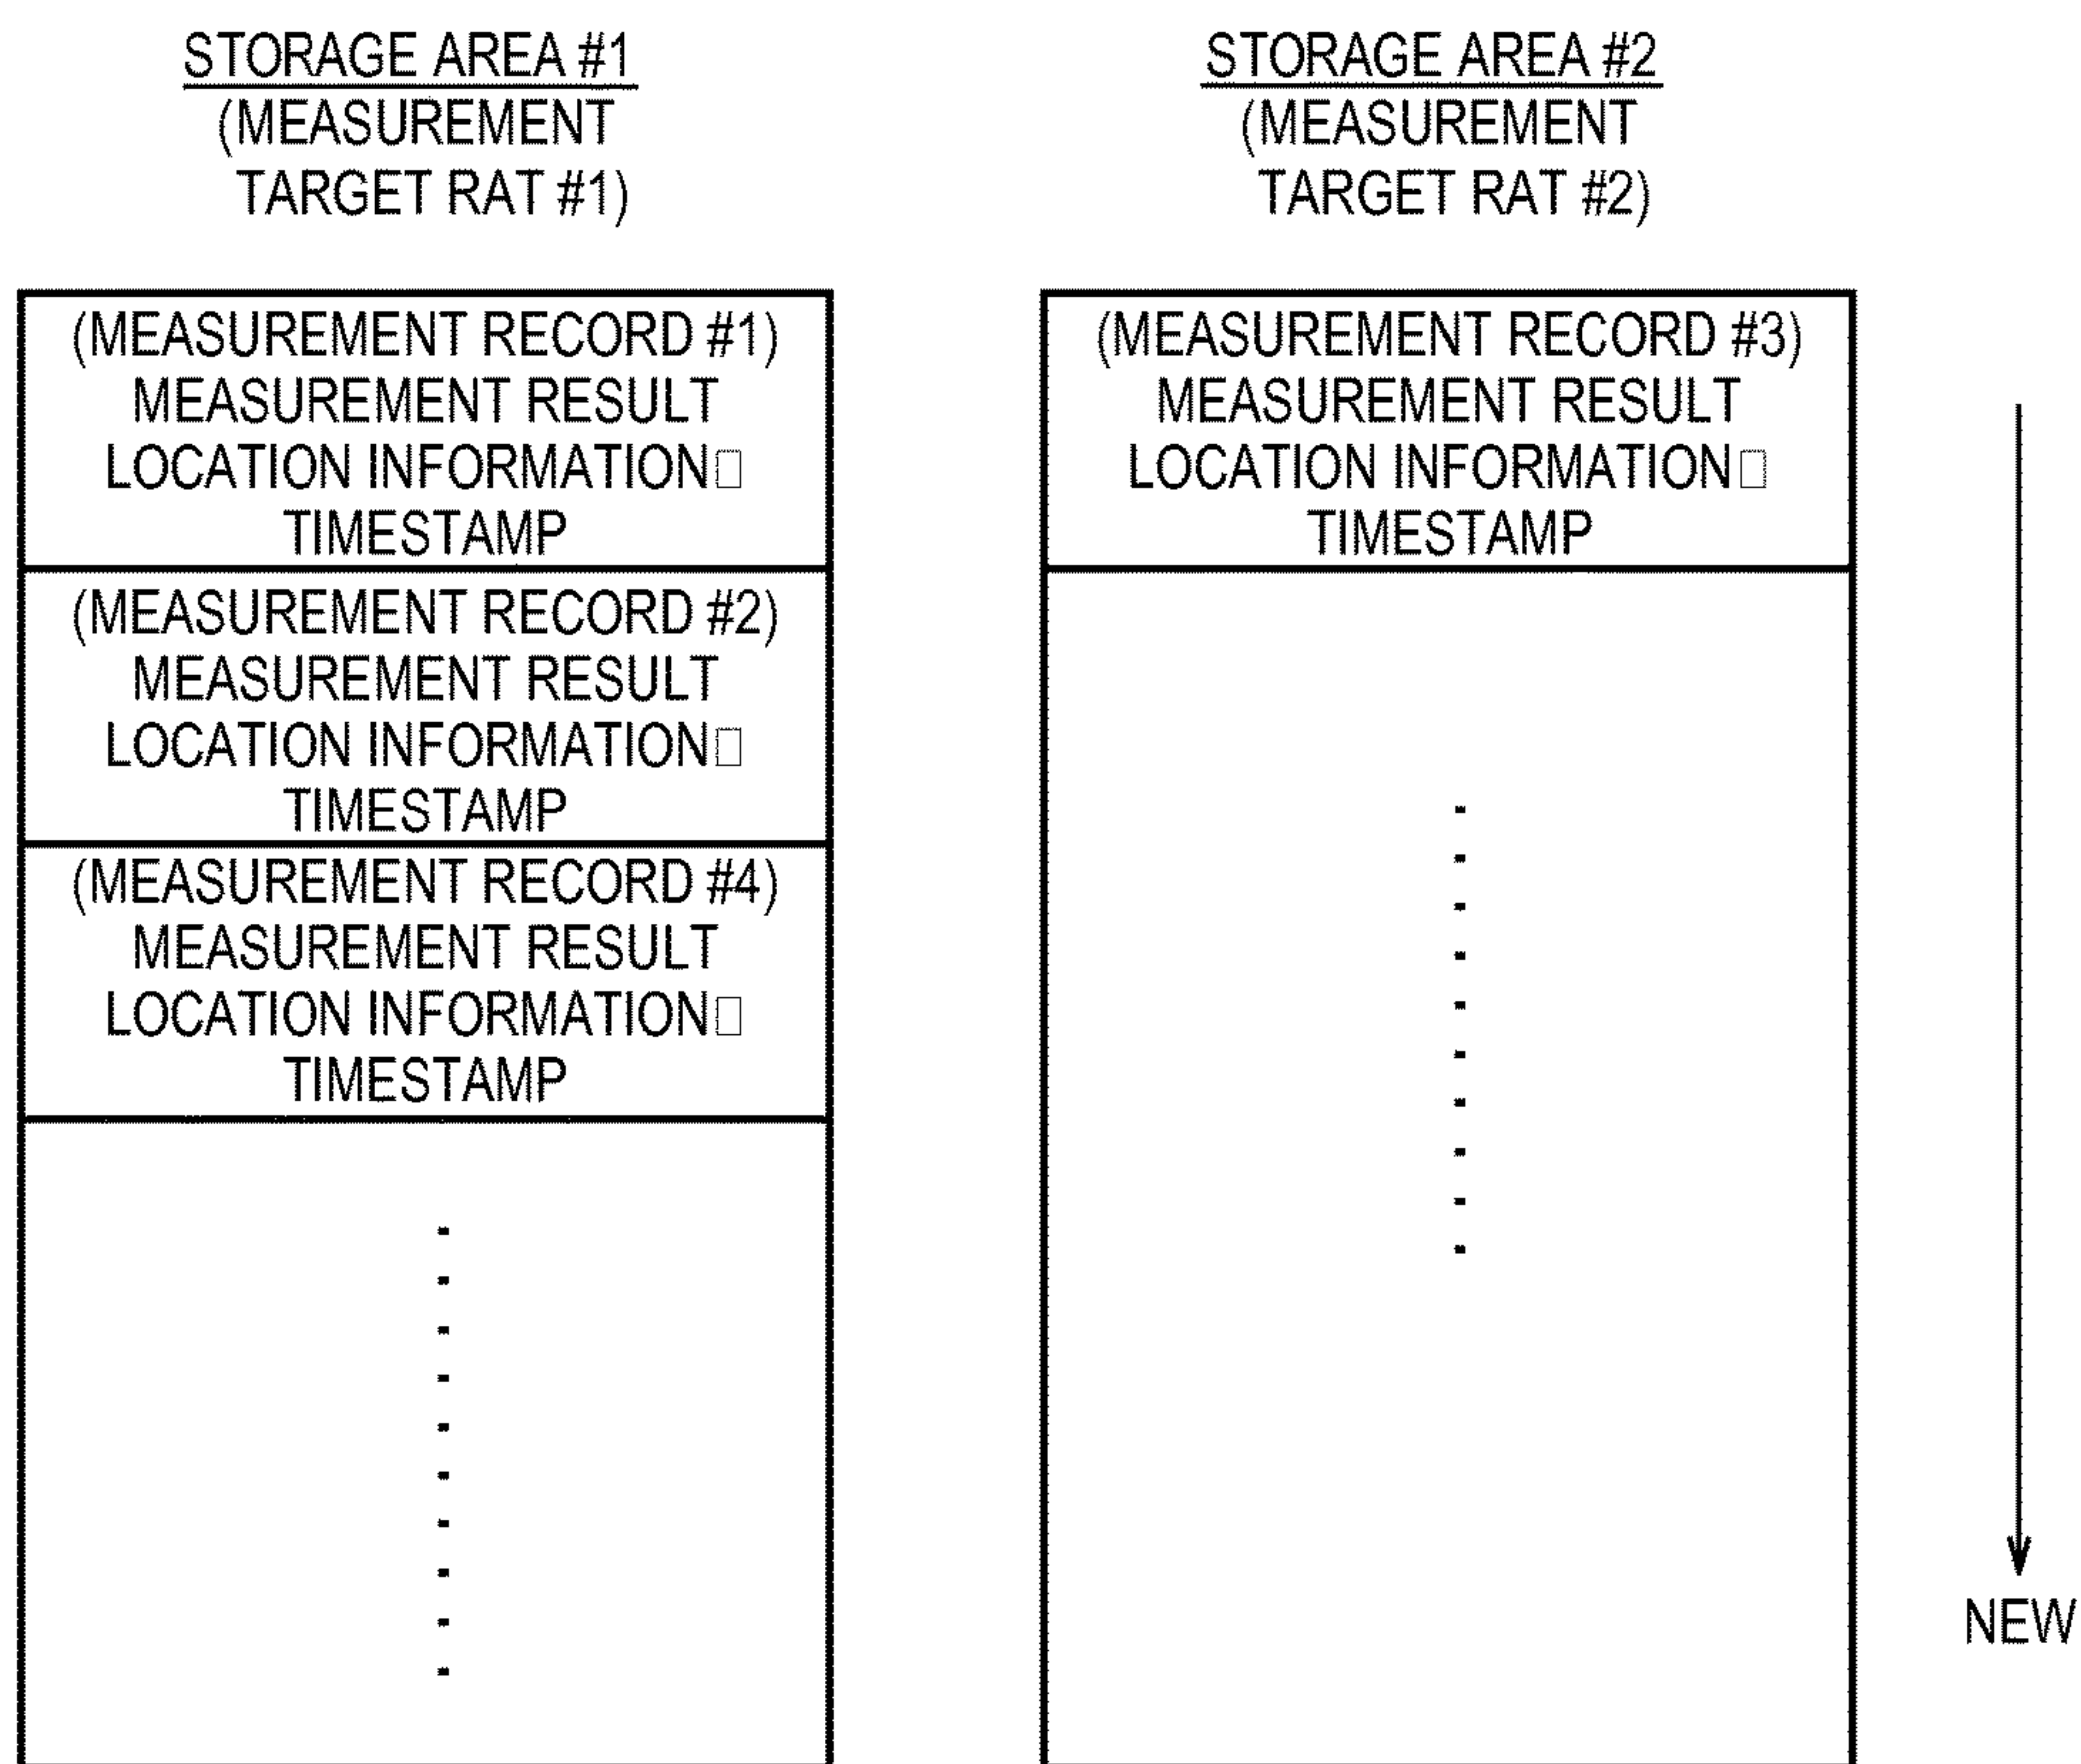 STORAGE AREA #1
(MEASUREMENT
TARGET RAT #1)
(MEASUREMENT RECORD #1)
MEASUREMENT RESULT
LOCATION INFORMATION□
TIMESTAMP
(MEASUREMENT RECORD #2)
MEASUREMENT RESULT
LOCATION INFORMATION□
TIMESTAMP
(MEASUREMENT RECORD #4)
MEASUREMENT RESULT
LOCATION INFORMATION□
TIMESTAMP
STORAGE AREA #2
(MEASUREMENT
TARGET RAT #2)
(MEASUREMENT RECORD #3)
MEASUREMENT RESULT
LOCATION INFORMATION□
TIMESTAMP
NEW